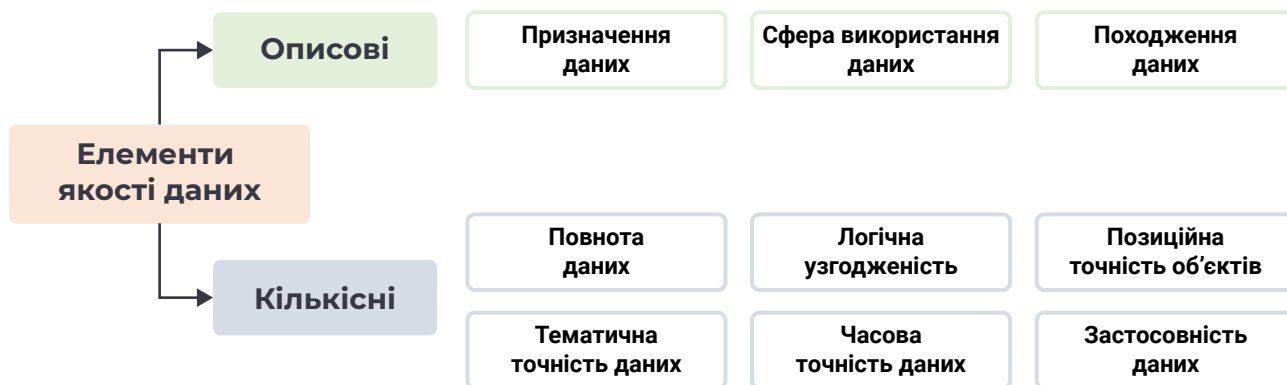 Описові
Призначення
даних
Сфера використання
даних
Походження
даних
Елементи
якості даних
Кількісні
Повнота
даних
Логічна
узгодженість
Позиційна
точність об’єктів
Тематична
точність даних
Часова
точність даних
Застосовність
даних